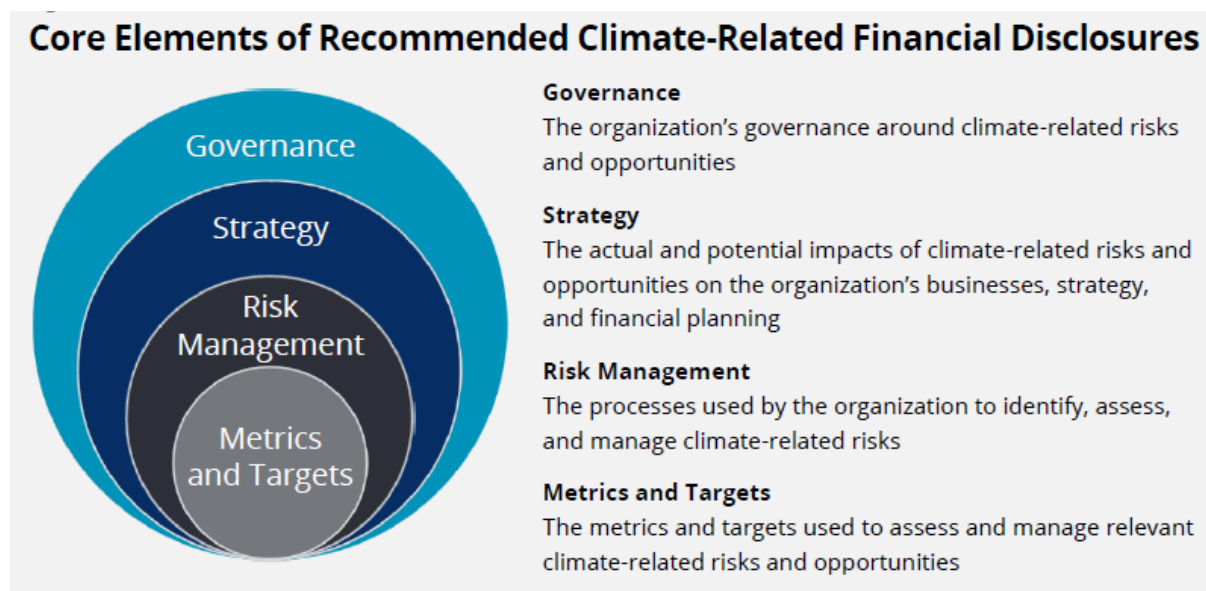 Core Elements of Recommended Climate-Related Financial Disclosures
Governance
Strategy
Risk
Management
Metrics
and Targets
Governance
The organization’s governance around climate-related risks
and opportunities
Strategy
The actual and potential impacts of climate-related risks and
opportunities on the organization’s businesses, strategy,
and financial planning
Risk Management
The processes used by the organization to identify, assess,
and manage climate-related risks
Metrics and Targets
The metrics and targets used to assess and manage relevant
climate-related risks and opportunities